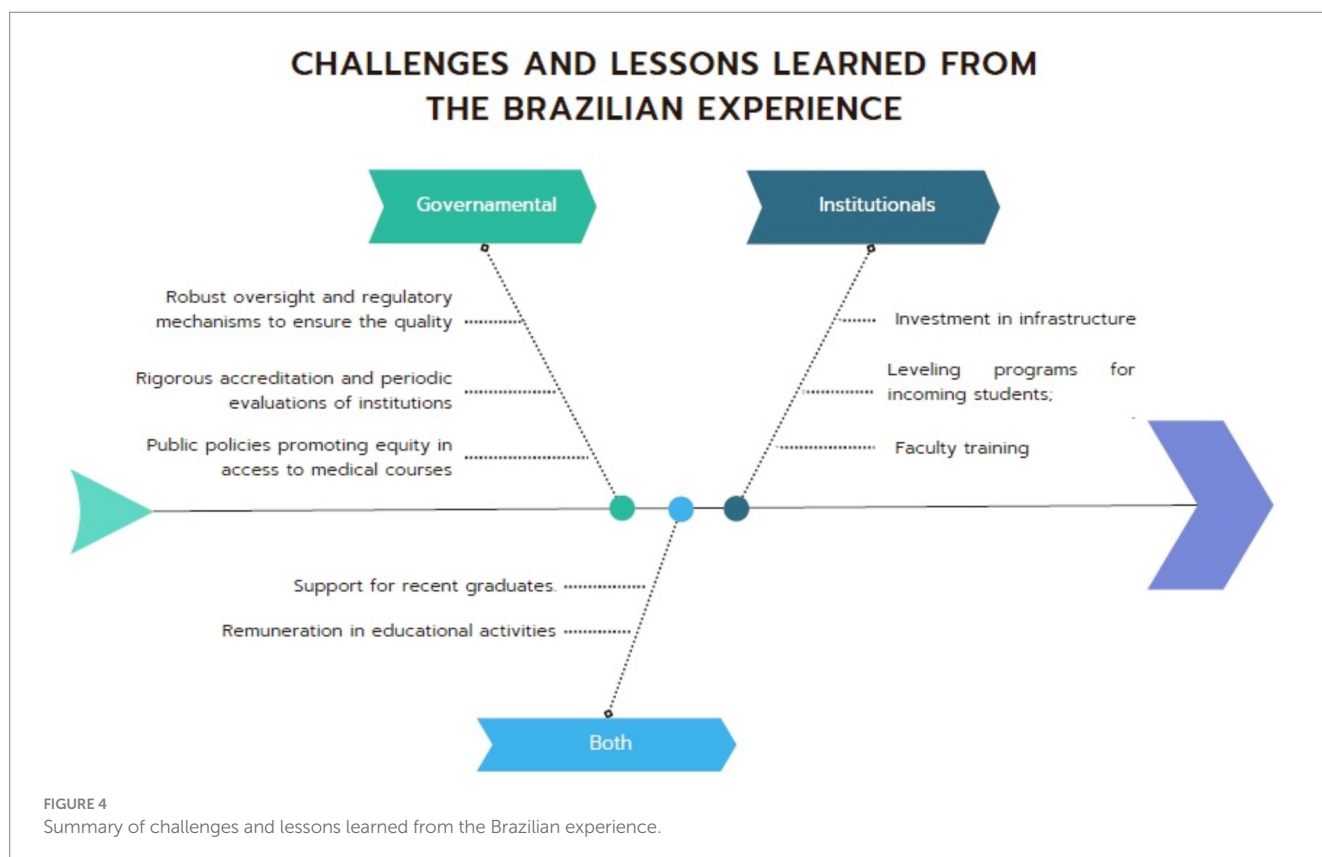 CHALLENGES AND LESSONS LEARNED FROM
THE BRAZILIAN EXPERIENCE
Governamental
Robust oversight and regulatory
mechanisms to ensure the quality
Rigorous accreditation and periodic
evaluations of institutions
Public policies promoting equity in
access to medical courses
Institutionals
Investment in infrastructure
Leveling programs for
incoming students;
Faculty training
Support for recent graduates.
Remuneration in educational activities
Both
FIGURE 4
Summary of challenges and lessons learned from the Brazilian experience.